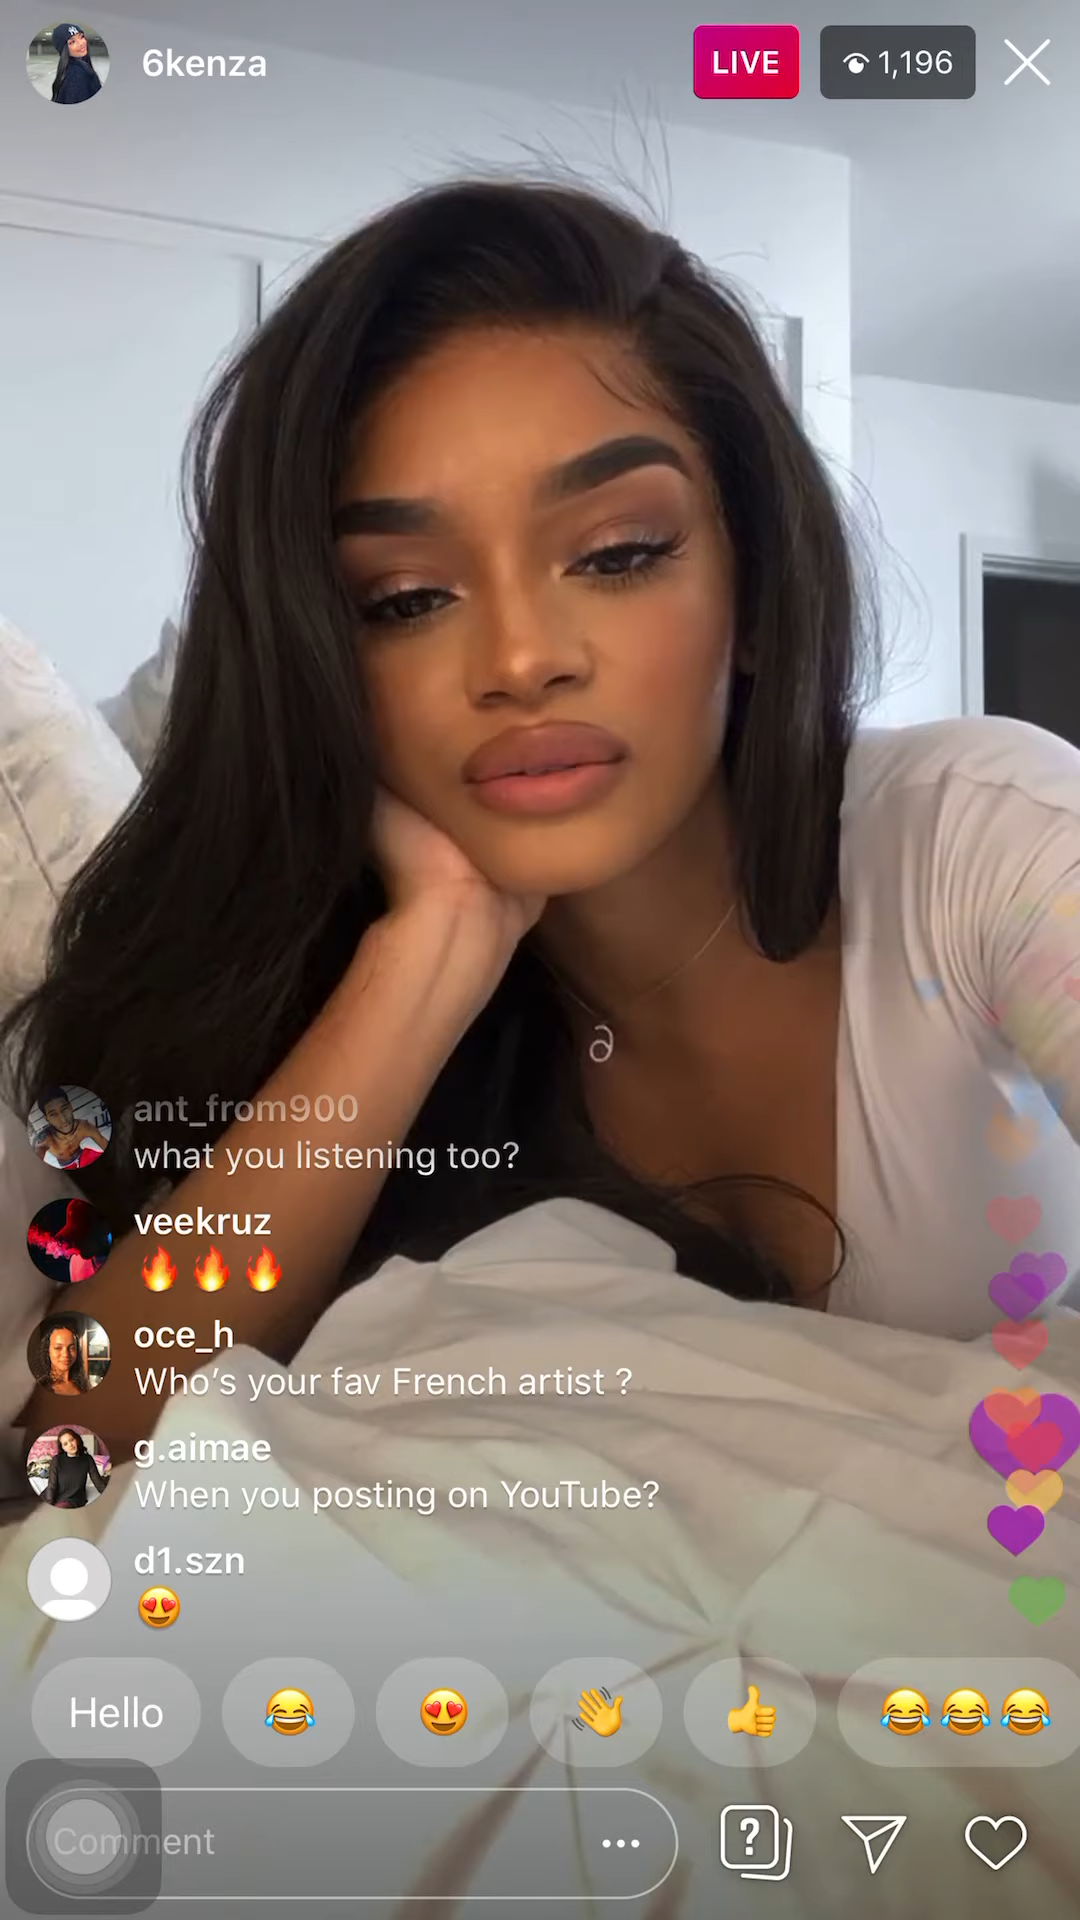 6kenza
LIVE
1,196
ant_from900
what you listening too?
veekruz
🔥🔥🔥
oce_h
Who’s your fav French artist ?
g.aimae
When you posting on YouTube?
d1.szn
😍
Hello 😂 😍 👋 👍 😂😂😂
Comment